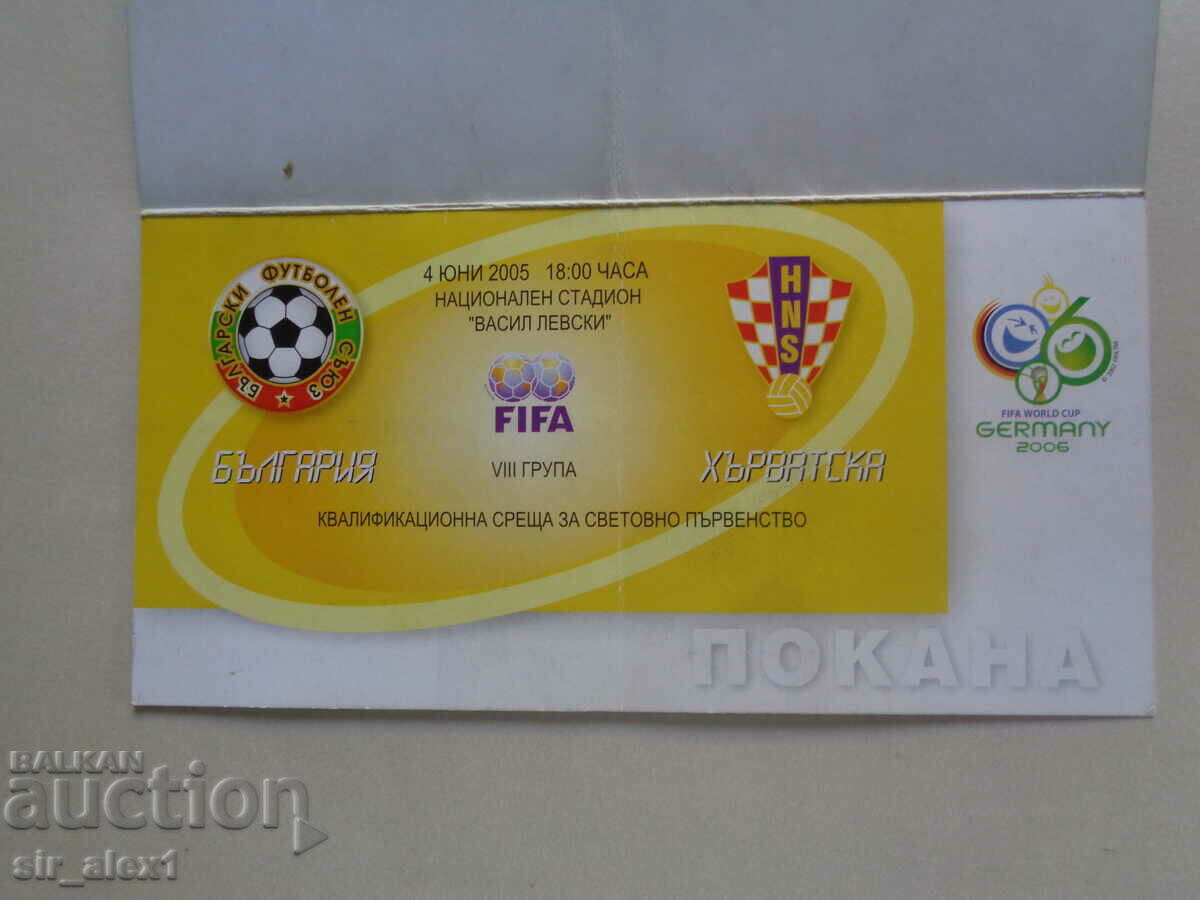 4 ЮНИ 2005 18:00 ЧАСА
НАЦИОНАЛЕН СТАДИОН
"ВАСИЛ ЛЕВСКИ"
БЪЛГАРСКИ ФУТБОЛЕН СЪЮЗ
HNS
FIFA
БЪЛГАРИЯ
VIII ГРУПА
ХЪРВАТСКА
КВАЛИФИКАЦИОННА СРЕЩА ЗА СВЕТОВНО ПЪРВЕНСТВО
FIFA WORLD CUP
GERMANY
2006
ПОКАНА
BALKAN
auction
sir_alex1